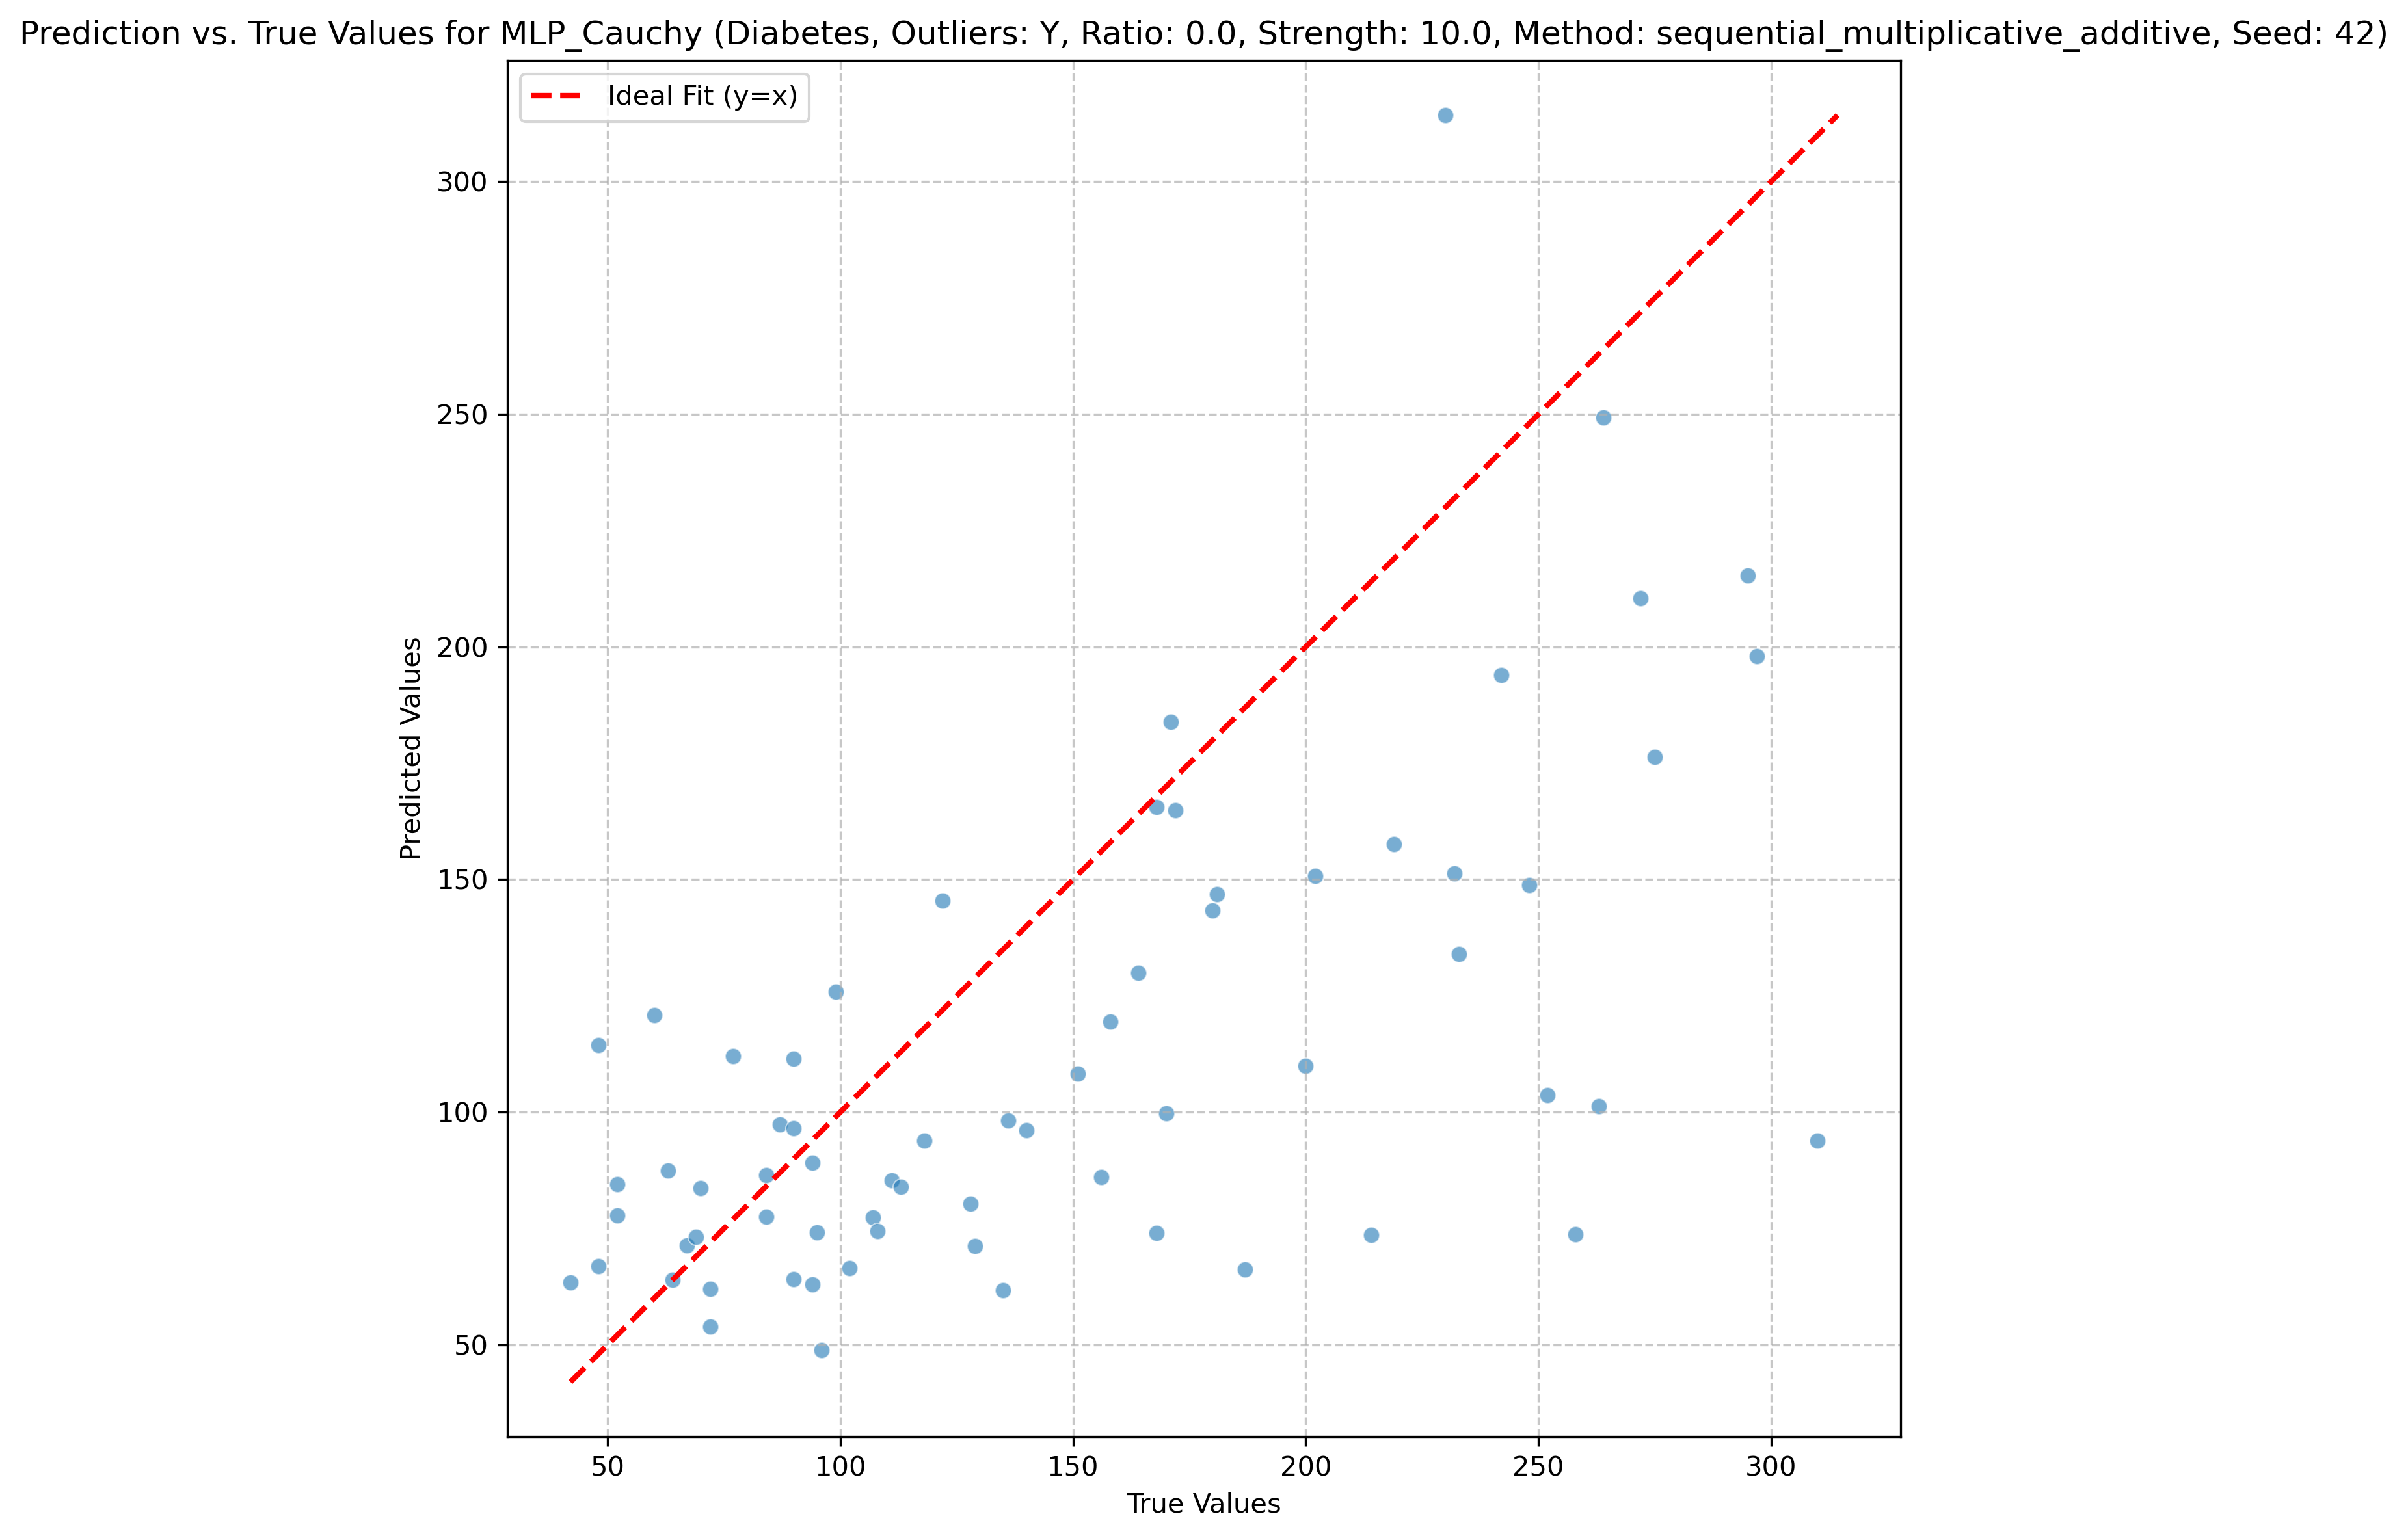 Prediction vs. True Values for MLP_Cauchy (Diabetes, Outliers: Y, Ratio: 0.0, Strength: 10.0, Method: sequential_multiplicative_additive, Seed: 42)
Ideal Fit (y=x)
Predicted Values
300
250
200
150
100
50
50 100 150 200 250 300
True Values